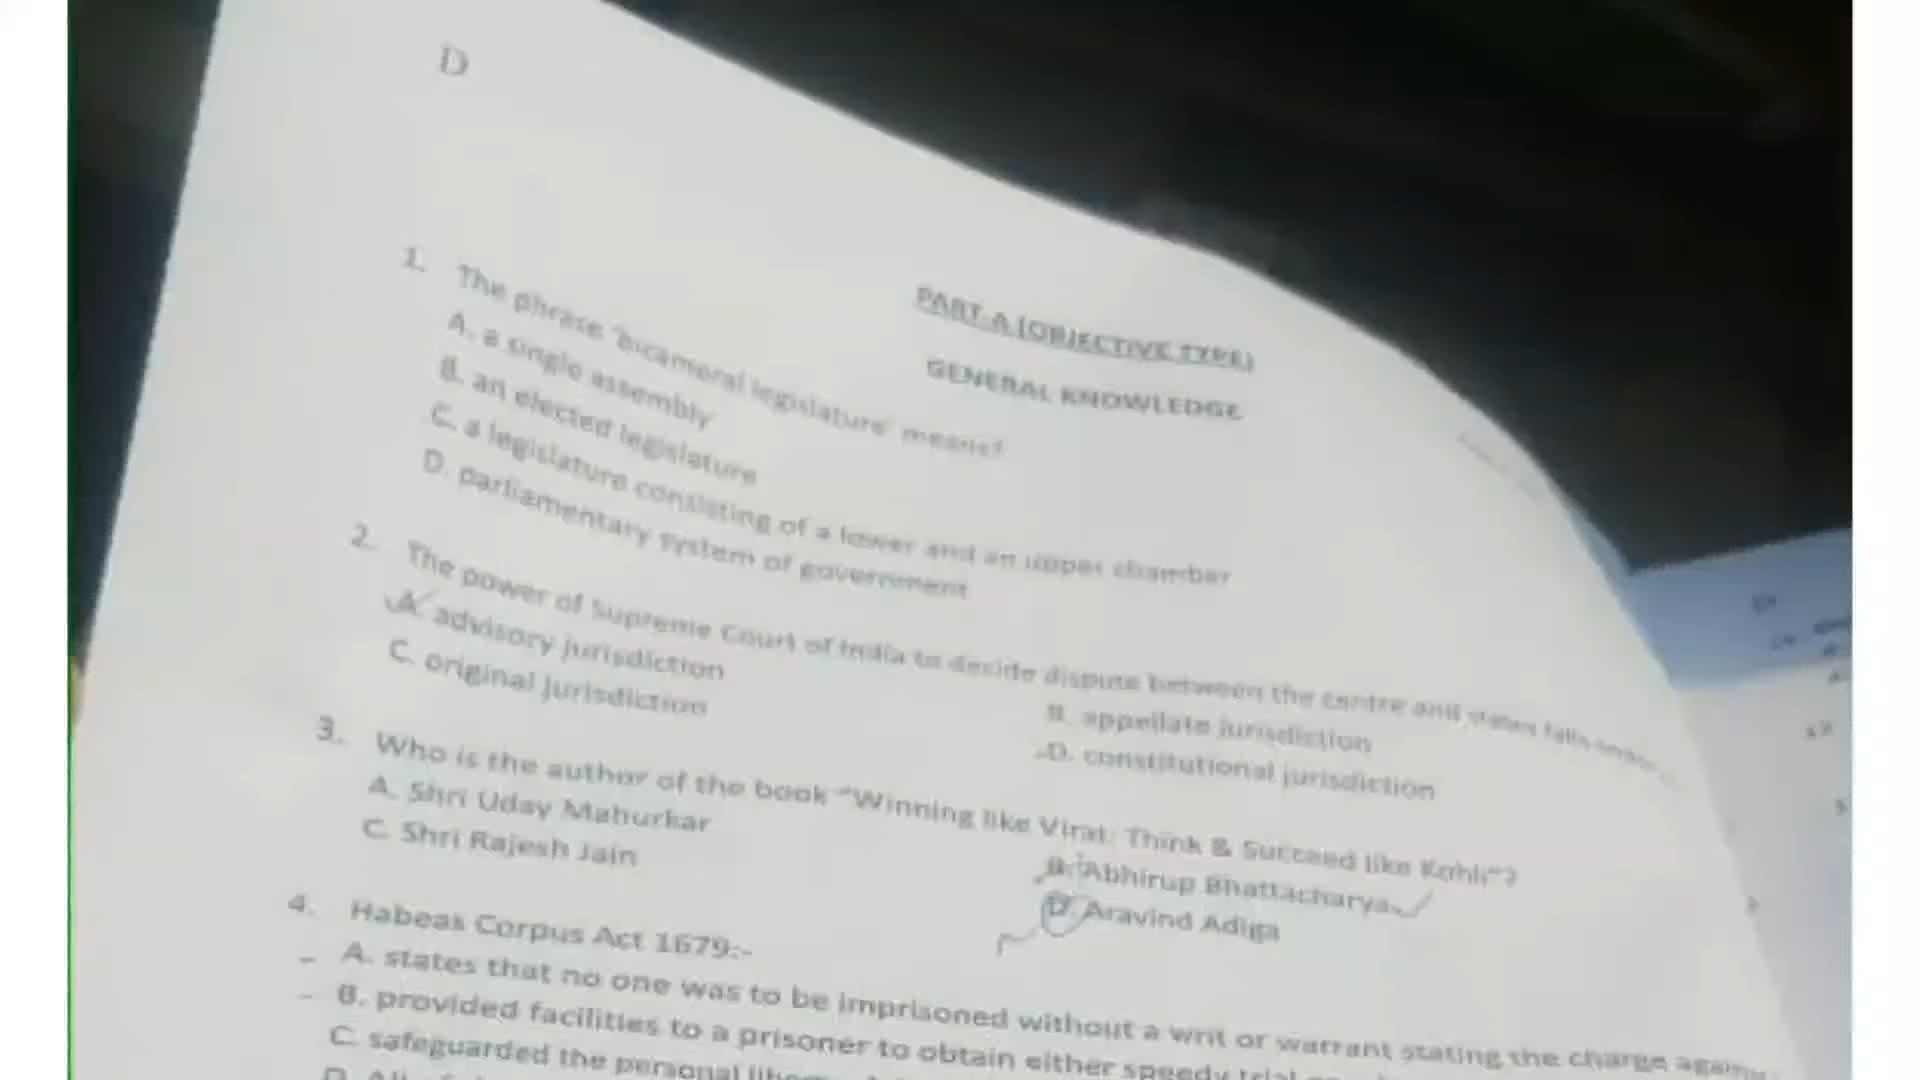 D
PART-A (OBJECTIVE TYPE)
GENERAL KNOWLEDGE
1. The phrase 'bicameral legislature' means?
A. a single assembly
B. an elected legislature
C. a legislature consisting of a lower and an upper chamber
D. parliamentary system of government
2. The power of Supreme Court of India to decide dispute between the centre and states falls under
A. advisory jurisdiction B. appellate jurisdiction
C. original jurisdiction D. constitutional jurisdiction
3. Who is the author of the book "Winning like Virat: Think & Succeed like Kohli"?
A. Shri Uday Mahurkar B. Abhirup Bhattacharya
C. Shri Rajesh Jain D. Aravind Adiga
4. Habeas Corpus Act 1679:-
A. states that no one was to be imprisoned without a writ or warrant stating the charge against
B. provided facilities to a prisoner to obtain either speedy trial
C. safeguarded the personal
D.